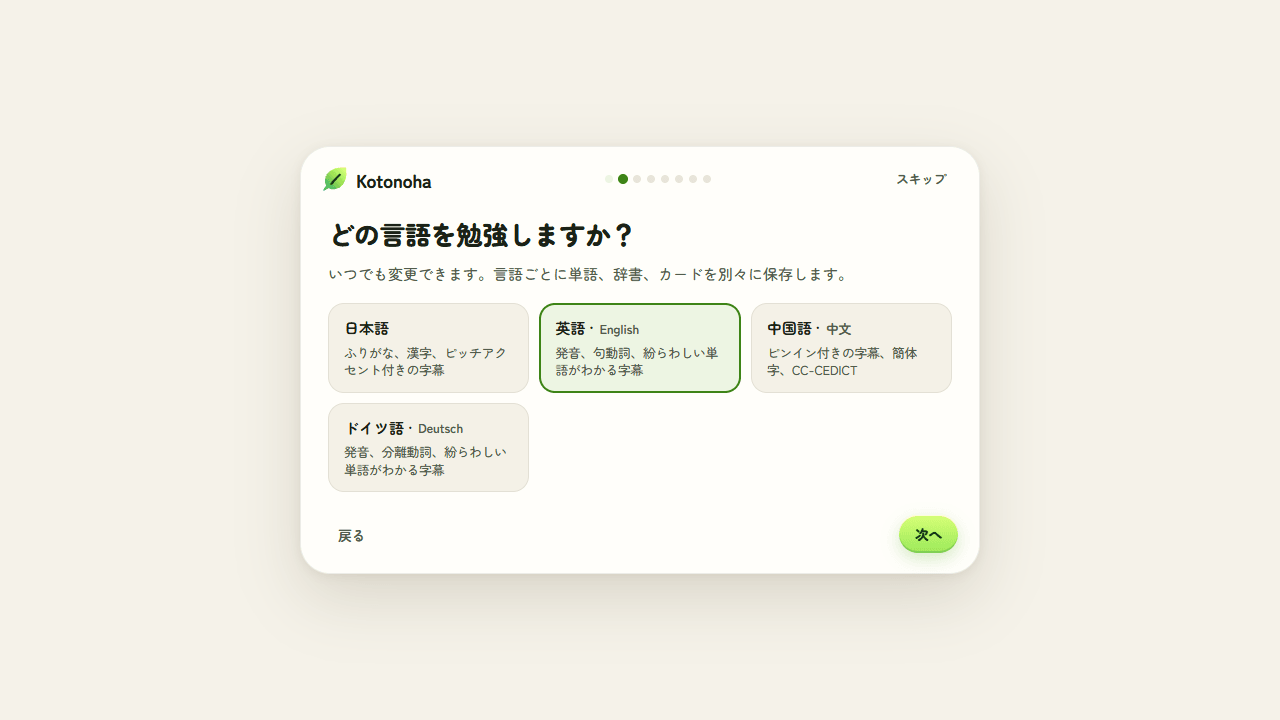 Kotonoha
スキップ
どの言語を勉強しますか？
いつでも変更できます。言語ごとに単語、辞書、カードを別々に保存します。
日本語
ふりがな、漢字、ピッチアク
セント付きの字幕
英語 · English
発音、句動詞、紛らわしい単
語がわかる字幕
中国語 · 中文
ピンイン付きの字幕、簡体
字、CC-CEDICT
ドイツ語 · Deutsch
発音、分離動詞、紛らわしい
単語がわかる字幕
戻る
次へ